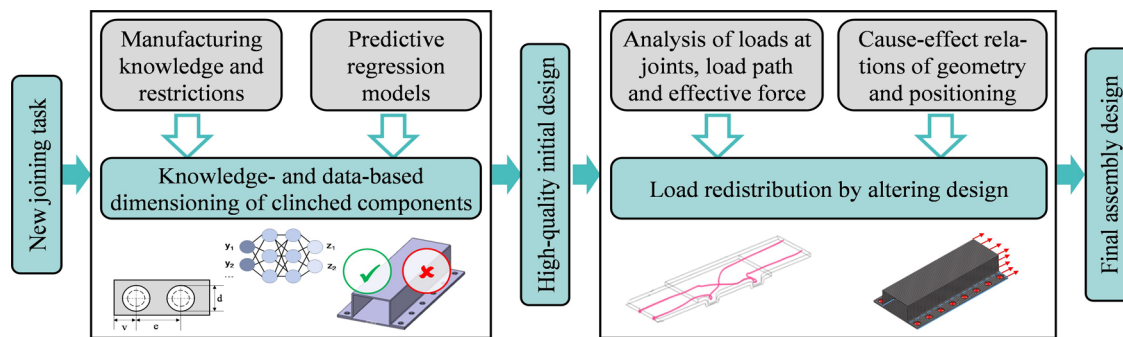 New joining task
Manufacturing
knowledge and
restrictions
Predictive
regression
models
Knowledge- and data-based
dimensioning of clinched components
y₁
y₂
...
z₁
z₂
d
v
e
High-quality initial design
Analysis of loads at
joints, load path
and effective force
Cause-effect rela-
tions of geometry
and positioning
Load redistribution by altering design
Final assembly design